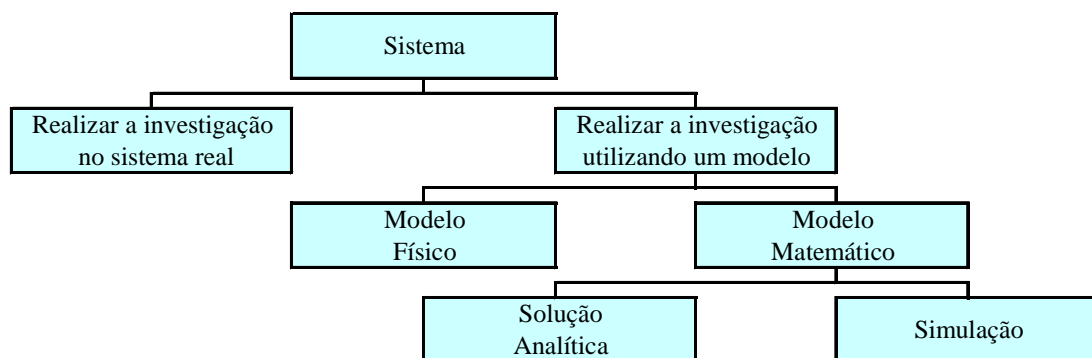 Sistema
Realizar a investigação
no sistema real
Realizar a investigação
utilizando um modelo
Modelo
Físico
Modelo
Matemático
Solução
Analítica
Simulação